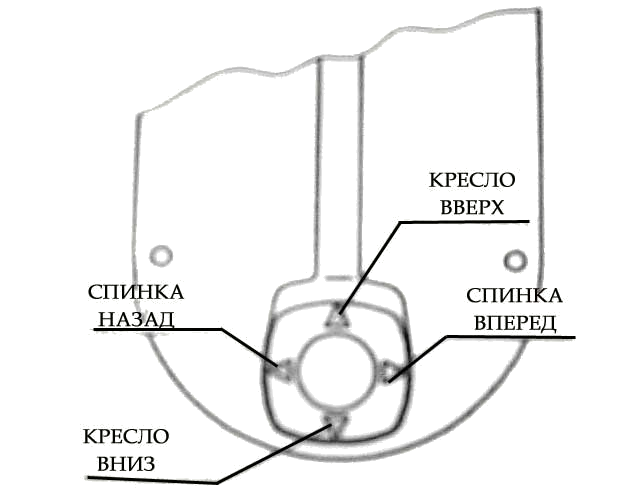 КРЕСЛО
ВВЕРХ
СПИНКА
НАЗАД
СПИНКА
ВПЕРЕД
КРЕСЛО
ВНИЗ